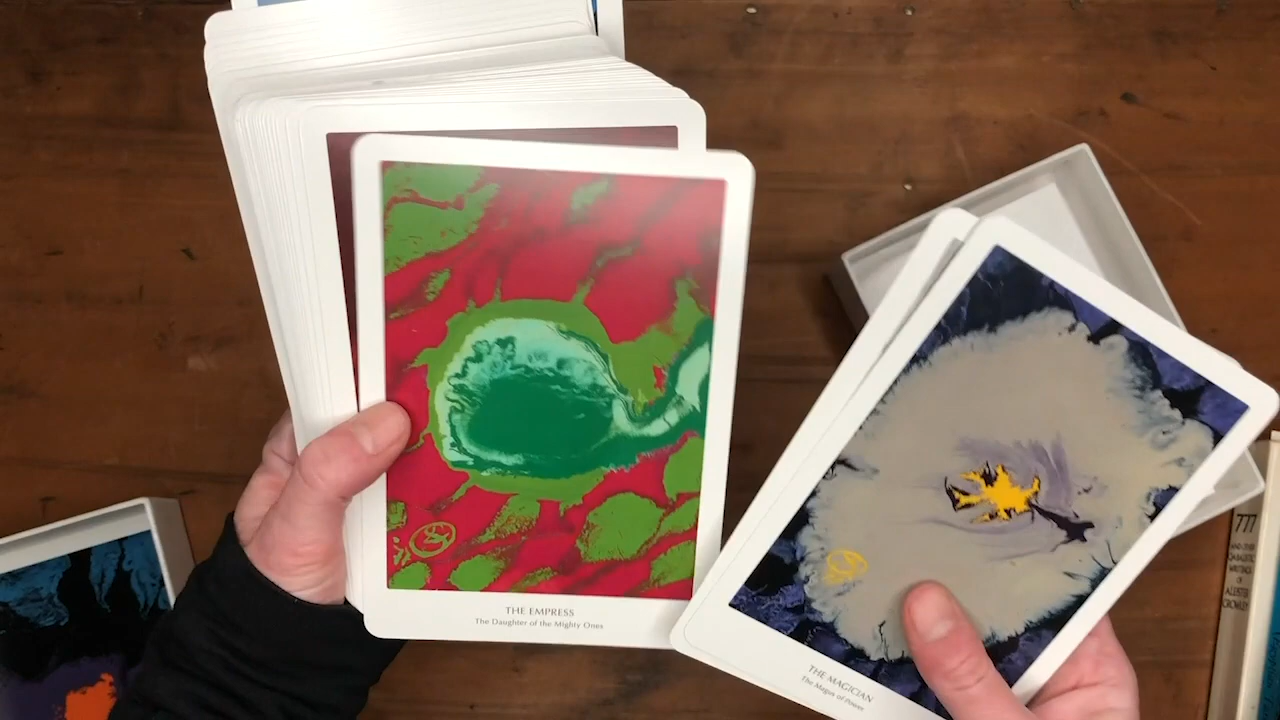 THE EMPRESS
The Daughter of the Mighty Ones
THE MAGICIAN
The Magus of Power
777
AND OTHER
QABALISTIC
WRITINGS
OF
ALEISTER
CROWLEY